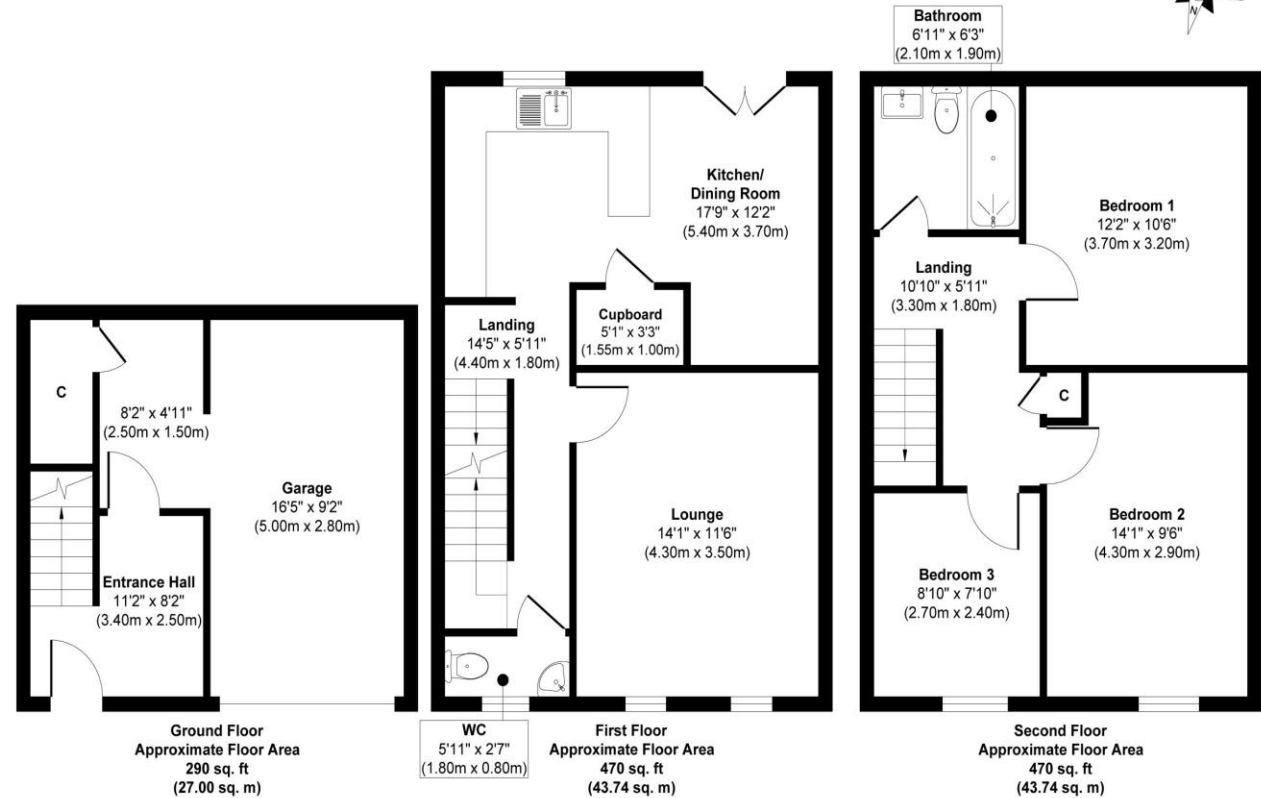 N
Bathroom
6'11" x 6'3"
(2.10m x 1.90m)
Kitchen/
Dining Room
17'9" x 12'2"
(5.40m x 3.70m)
Bedroom 1
12'2" x 10'6"
(3.70m x 3.20m)
Landing
10'10" x 5'11"
(3.30m x 1.80m)
Cupboard
5'1" x 3'3"
(1.55m x 1.00m)
Landing
14'5" x 5'11"
(4.40m x 1.80m)
C
8'2" x 4'11"
(2.50m x 1.50m)
C
Garage
16'5" x 9'2"
(5.00m x 2.80m)
Lounge
14'1" x 11'6"
(4.30m x 3.50m)
Bedroom 2
14'1" x 9'6"
(4.30m x 2.90m)
Entrance Hall
11'2" x 8'2"
(3.40m x 2.50m)
Bedroom 3
8'10" x 7'10"
(2.70m x 2.40m)
Ground Floor
Approximate Floor Area
290 sq. ft
(27.00 sq. m)
WC
5'11" x 2'7"
(1.80m x 0.80m)
First Floor
Approximate Floor Area
470 sq. ft
(43.74 sq. m)
Second Floor
Approximate Floor Area
470 sq. ft
(43.74 sq. m)